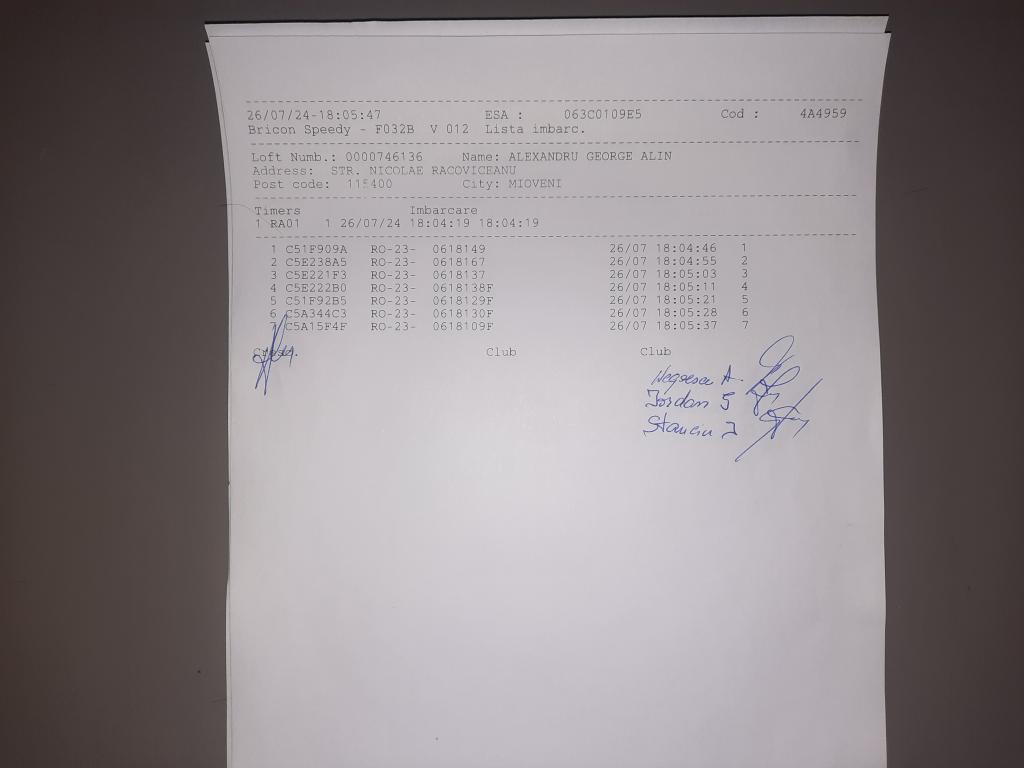 26/07/24-18:05:47 ESA : 063C0109E5 Cod : 4A4959
Bricon Speedy - F032B V 012 Lista imbarc.
Loft Numb.: 0000746136 Name: ALEXANDRU GEORGE ALIN
Address: STR. NICOLAE RACOVICEANU
Post code: 115400 City: MIOVENI
Timers Imbarcare
1 RA01 1 26/07/24 18:04:19 18:04:19
1 C51F909A RO-23- 0618149 26/07 18:04:46 1
2 C5E238A5 RO-23- 0618167 26/07 18:04:55 2
3 C5E221F3 RO-23- 0618137 26/07 18:05:03 3
4 C5E222B0 RO-23- 0618138F 26/07 18:05:11 4
5 C51F92B5 RO-23- 0618129F 26/07 18:05:21 5
6 C5A344C3 RO-23- 0618130F 26/07 18:05:28 6
7 C5A15F4F RO-23- 0618109F 26/07 18:05:37 7
Club Club
A.
Iordan S
Stanciu I